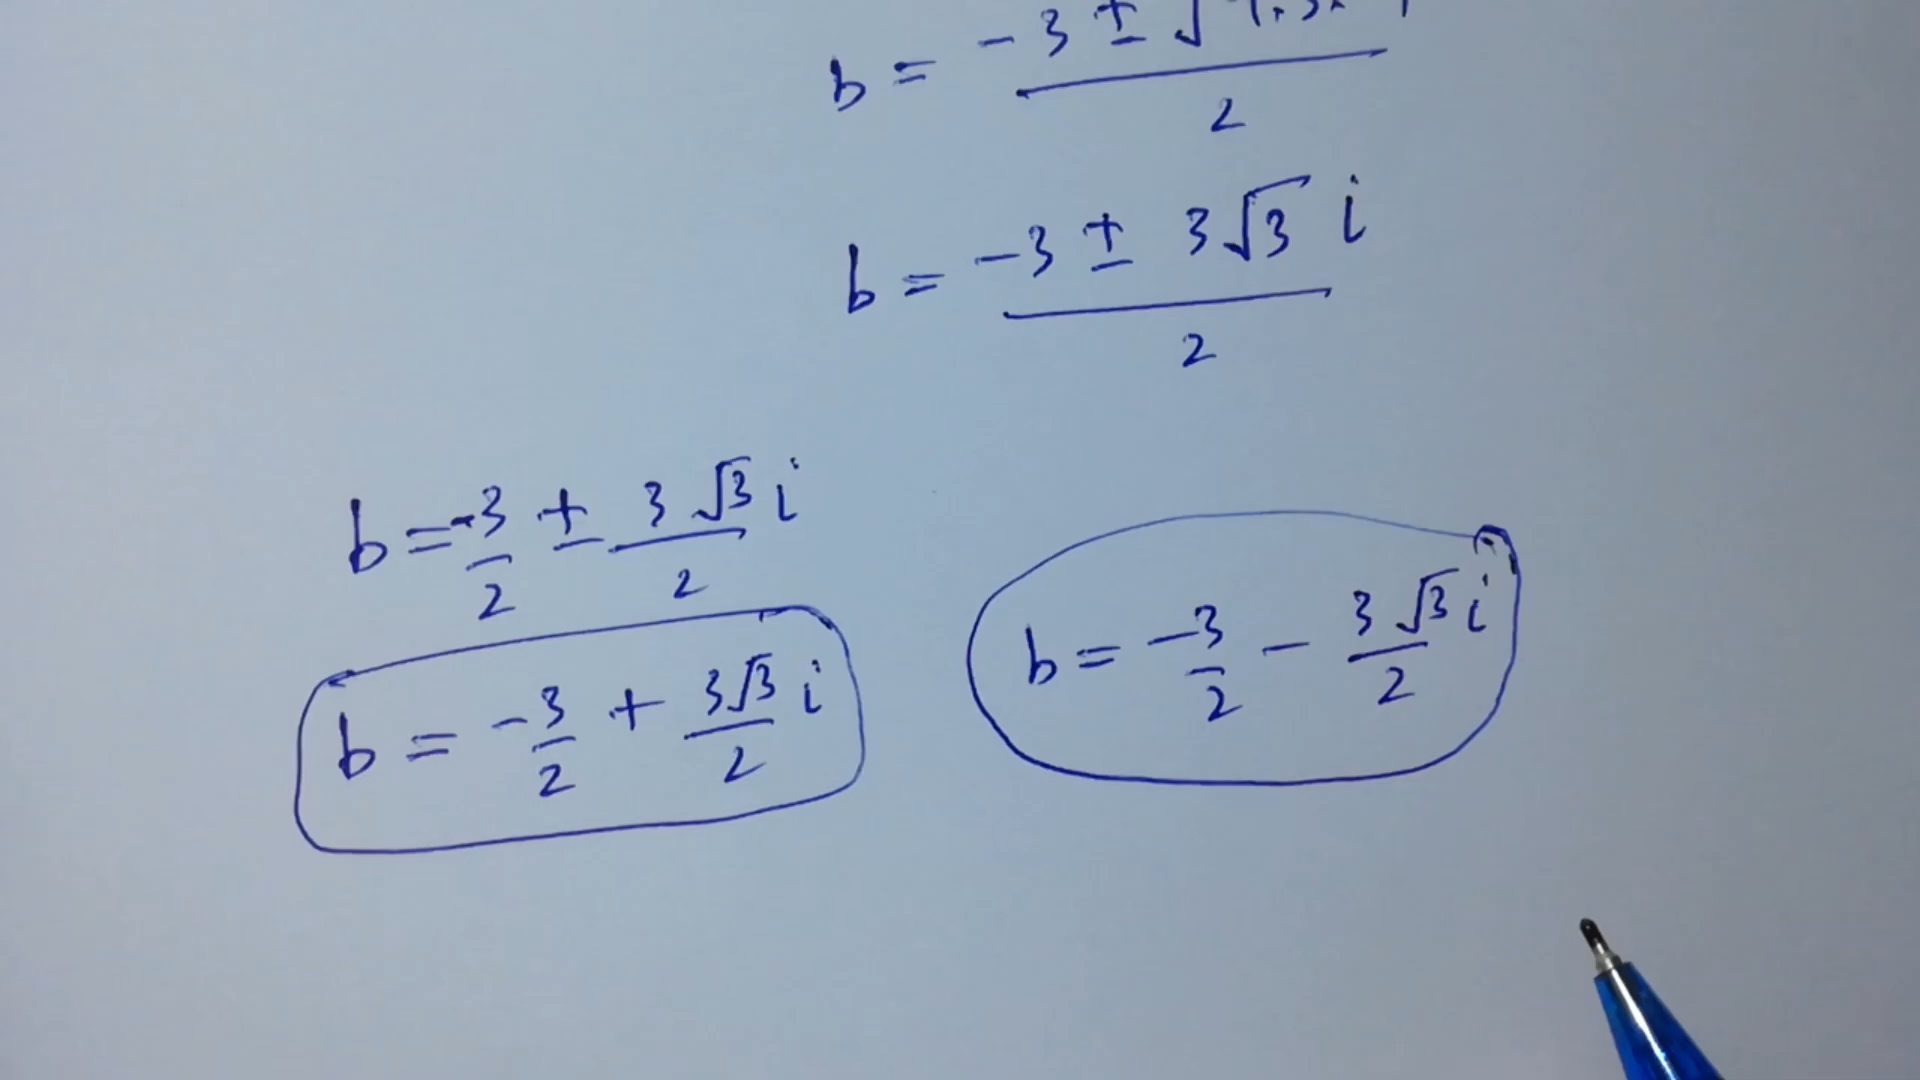 b = -3 ± √
2
b = -3 ± 3√3 i
2
b = -3/2 ± 3√3/2 i
b = -3/2 + 3√3/2 i
b = -3/2 - 3√3/2 i